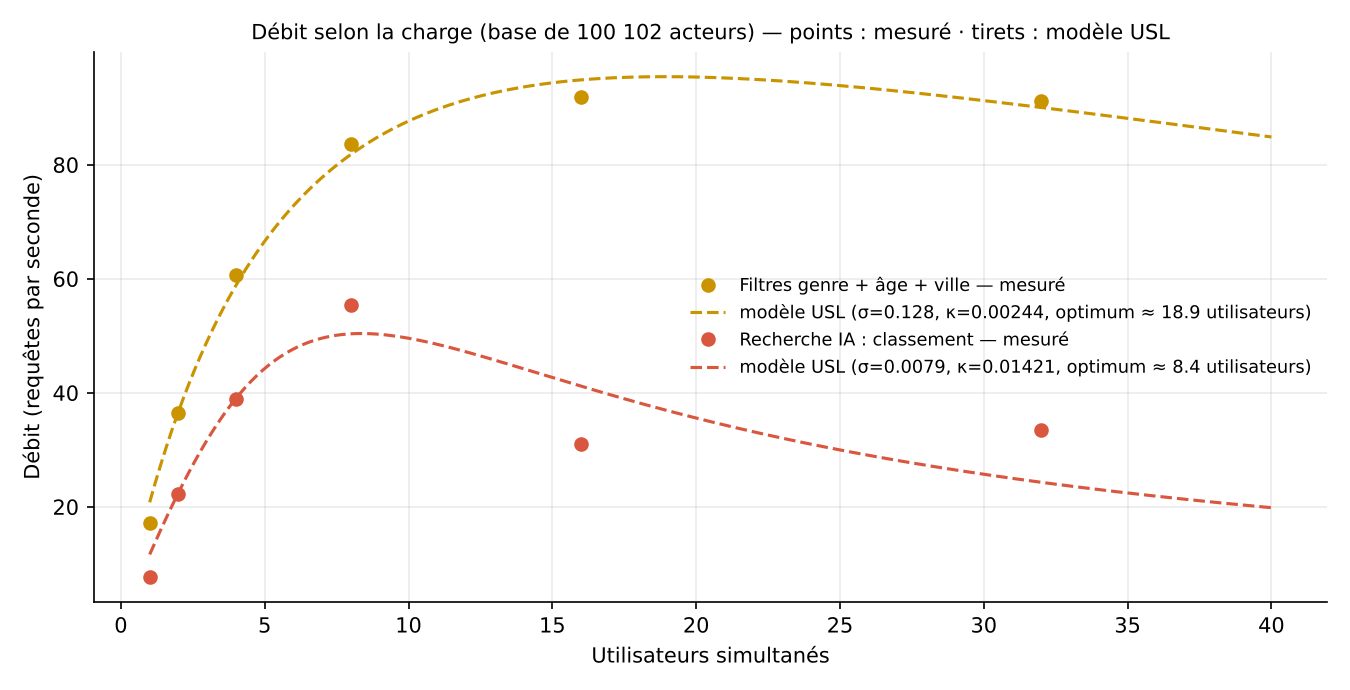 Débit selon la charge (base de 100 102 acteurs) — points : mesuré · tirets : modèle USL
Débit (requêtes par seconde)
80
60
40
20
Filtres genre + âge + ville — mesuré
modèle USL (σ=0.128, κ=0.00244, optimum ≈ 18.9 utilisateurs)
Recherche IA : classement — mesuré
modèle USL (σ=0.0079, κ=0.01421, optimum ≈ 8.4 utilisateurs)
0 5 10 15 20 25 30 35 40
Utilisateurs simultanés